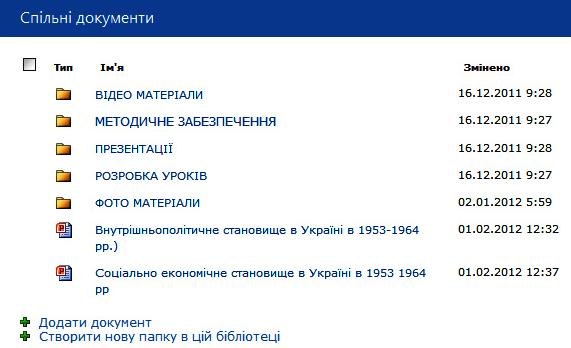 Спільні документи
Тип Ім'я Змінено
ВІДЕО МАТЕРІАЛИ 16.12.2011 9:28
МЕТОДИЧНЕ ЗАБЕЗПЕЧЕННЯ 16.12.2011 9:27
ПРЕЗЕНТАЦІЇ 16.12.2011 9:28
РОЗРОБКА УРОКІВ 16.12.2011 9:27
ФОТО МАТЕРІАЛИ 02.01.2012 5:59
Внутрішньополітичне становище в Україні в 1953-1964 01.02.2012 12:32
рр.)
Соціально економічне становище в Україні в 1953 1964 01.02.2012 12:37
рр
Додати документ
Створити нову папку в цій бібліотеці